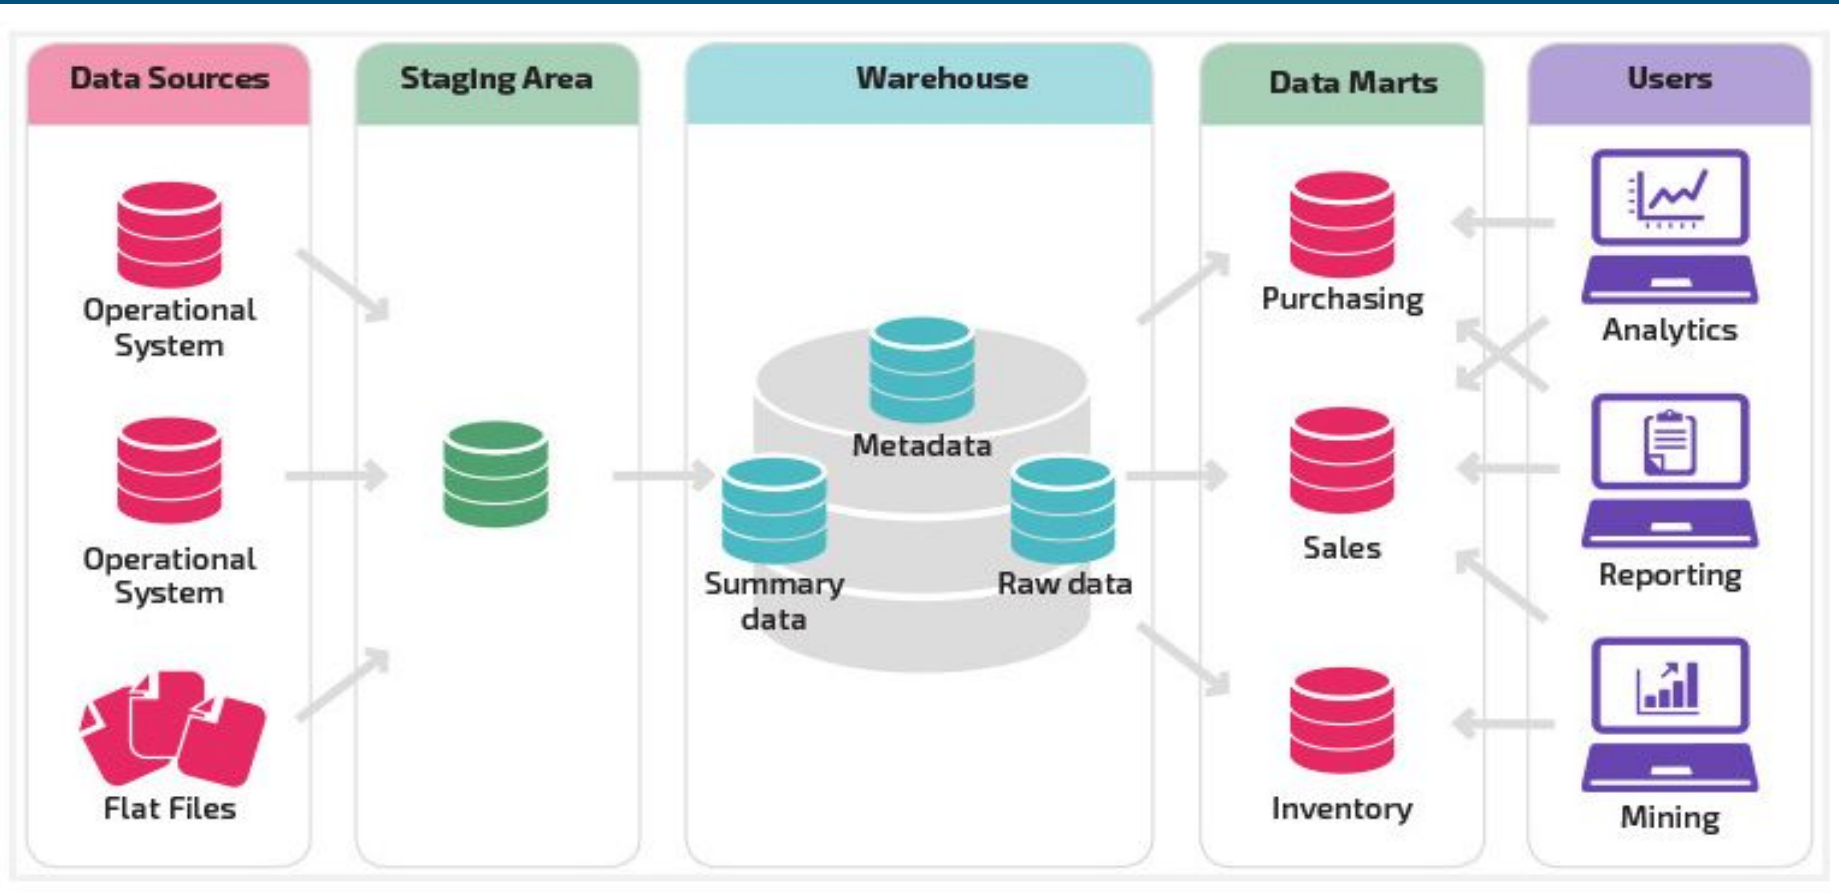 Data Sources
Staging Area
Warehouse
Data Marts
Users
Operational
System
Operational
System
Flat Files
Metadata
Summary
data
Raw data
Purchasing
Sales
Inventory
Analytics
Reporting
Mining